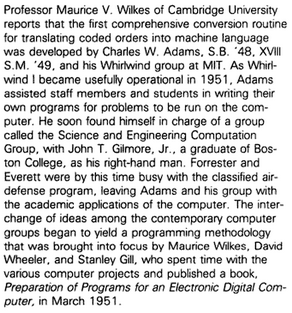 Professor Maurice V. Wilkes of Cambridge University
reports that the first comprehensive conversion routine
for translating coded orders into machine language
was developed by Charles W. Adams, S.B. '48, XVIII
S.M. '49, and his Whirlwind group at MIT. As Whirl-
wind I became usefully operational in 1951, Adams
assisted staff members and students in writing their
own programs for problems to be run on the com-
puter. He soon found himself in charge of a group
called the Science and Engineering Computation
Group, with John T. Gilmore, Jr., a graduate of Bos-
ton College, as his right-hand man. Forrester and
Everett were by this time busy with the classified air-
defense program, leaving Adams and his group with
the academic applications of the computer. The inter-
change of ideas among the contemporary computer
groups began to yield a programming methodology
that was brought into focus by Maurice Wilkes, David
Wheeler, and Stanley Gill, who spent time with the
various computer projects and published a book,
Preparation of Programs for an Electronic Digital Com-
puter, in March 1951.